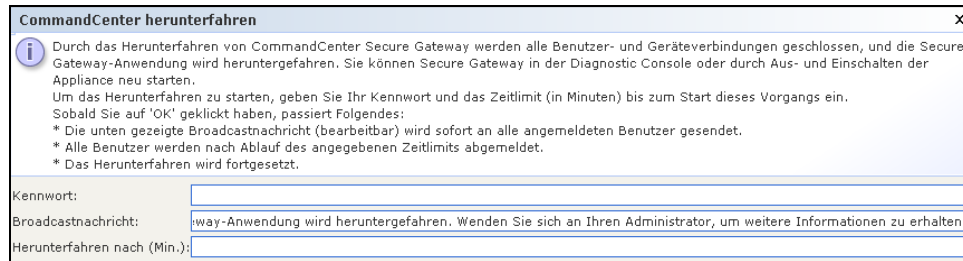 CommandCenter herunterfahren x
Durch das Herunterfahren von CommandCenter Secure Gateway werden alle Benutzer- und Geräteverbindungen geschlossen, und die Secure
Gateway-Anwendung wird heruntergefahren. Sie können Secure Gateway in der Diagnostic Console oder durch Aus- und Einschalten der
Appliance neu starten.
Um das Herunterfahren zu starten, geben Sie Ihr Kennwort und das Zeitlimit (in Minuten) bis zum Start dieses Vorgangs ein.
Sobald Sie auf 'OK' geklickt haben, passiert Folgendes:
* Die unten gezeigte Broadcastnachricht (bearbeitbar) wird sofort an alle angemeldeten Benutzer gesendet.
* Alle Benutzer werden nach Ablauf des angegebenen Zeitlimits abgemeldet.
* Das Herunterfahren wird fortgesetzt.
Kennwort:
Broadcastnachricht: eway-Anwendung wird heruntergefahren. Wenden Sie sich an Ihren Administrator, um weitere Informationen zu erhalten
Herunterfahren nach (Min.):